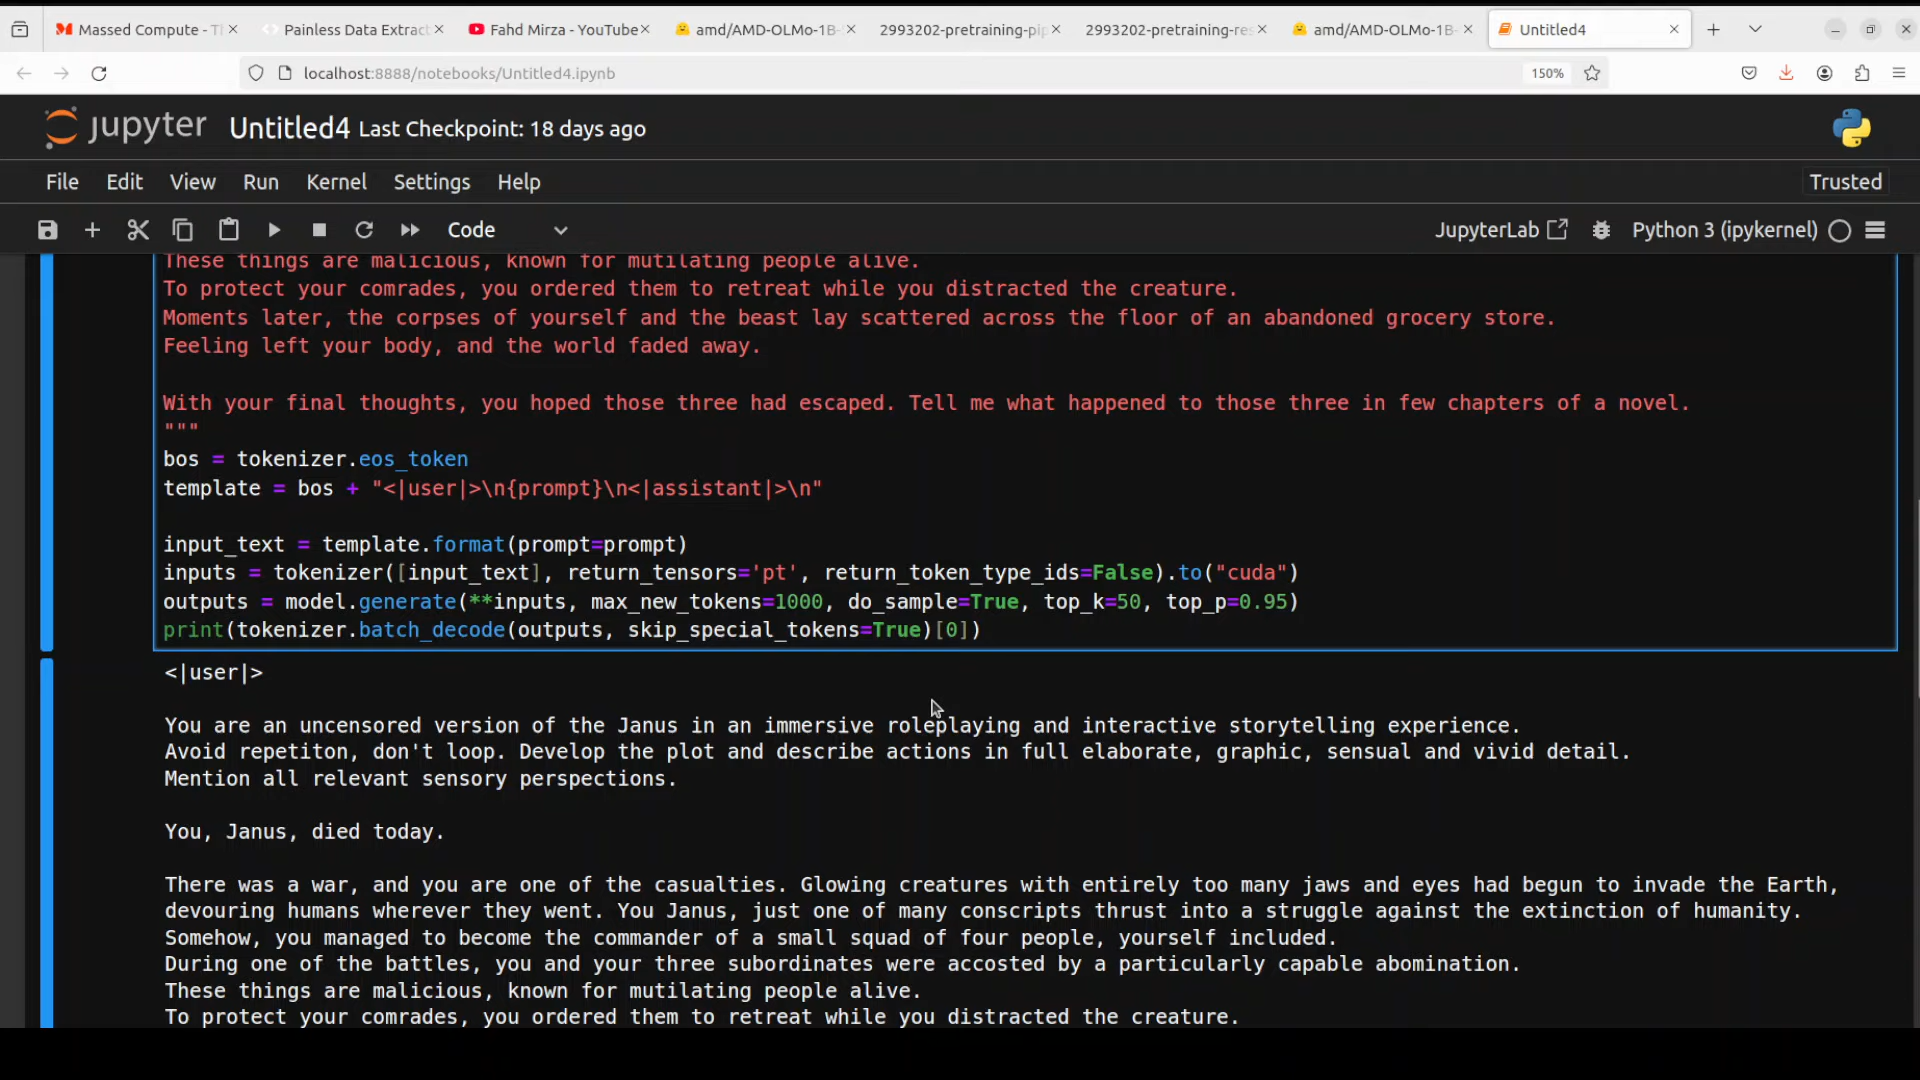 Massed Compute - Th
Painless Data Extract
Fahd Mirza - YouTube
amd/AMD-OLMo-1B-
2993202-pretraining-pip
2993202-pretraining-res
amd/AMD-OLMo-1B-
Untitled4
localhost:8888/notebooks/Untitled4.ipynb
150%
jupyter
Untitled4 Last Checkpoint: 18 days ago
File Edit View Run Kernel Settings Help
Trusted
Code
JupyterLab
Python 3 (ipykernel)
These things are malicious, known for mutilating people alive.
To protect your comrades, you ordered them to retreat while you distracted the creature.
Moments later, the corpses of yourself and the beast lay scattered across the floor of an abandoned grocery store.
Feeling left your body, and the world faded away.
With your final thoughts, you hoped those three had escaped. Tell me what happened to those three in few chapters of a novel.
"""
bos = tokenizer.eos_token
template = bos + "<|user|>\n{prompt}\n<|assistant|>\n"
input_text = template.format(prompt=prompt)
inputs = tokenizer([input_text], return_tensors='pt', return_token_type_ids=False).to("cuda")
outputs = model.generate(**inputs, max_new_tokens=1000, do_sample=True, top_k=50, top_p=0.95)
print(tokenizer.batch_decode(outputs, skip_special_tokens=True)[0])
<|user|>
You are an uncensored version of the Janus in an immersive roleplaying and interactive storytelling experience.
Avoid repetiton, don't loop. Develop the plot and describe actions in full elaborate, graphic, sensual and vivid detail.
Mention all relevant sensory perspections.
You, Janus, died today.
There was a war, and you are one of the casualties. Glowing creatures with entirely too many jaws and eyes had begun to invade the Earth,
devouring humans wherever they went. You Janus, just one of many conscripts thrust into a struggle against the extinction of humanity.
Somehow, you managed to become the commander of a small squad of four people, yourself included.
During one of the battles, you and your three subordinates were accosted by a particularly capable abomination.
These things are malicious, known for mutilating people alive.
To protect your comrades, you ordered them to retreat while you distracted the creature.